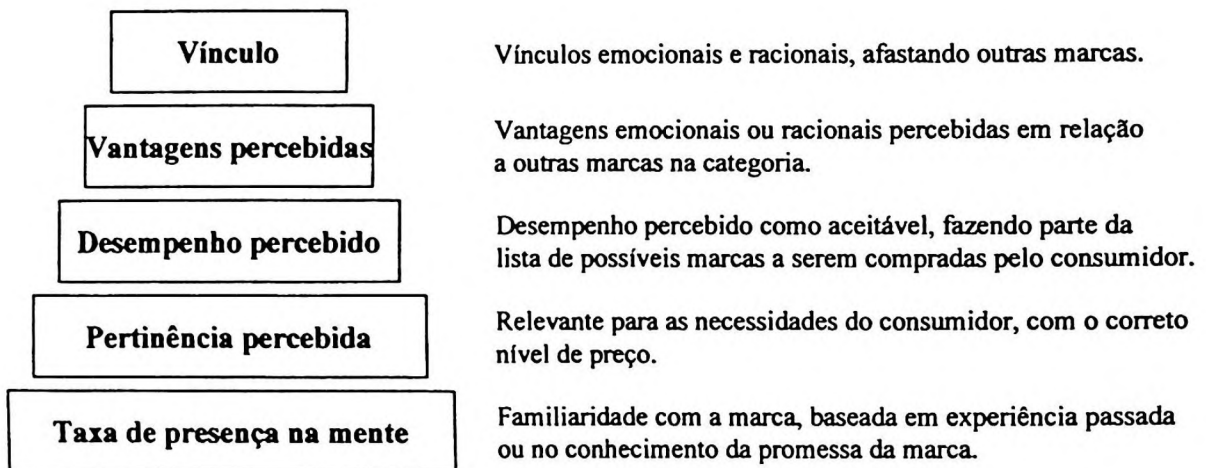 Vínculo
Vínculos emocionais e racionais, afastando outras marcas.
Vantagens percebidas
Vantagens emocionais ou racionais percebidas em relação
a outras marcas na categoria.
Desempenho percebido
Desempenho percebido como aceitável, fazendo parte da
lista de possíveis marcas a serem compradas pelo consumidor.
Pertinência percebida
Relevante para as necessidades do consumidor, com o correto
nível de preço.
Taxa de presença na mente
Familiaridade com a marca, baseada em experiência passada
ou no conhecimento da promessa da marca.